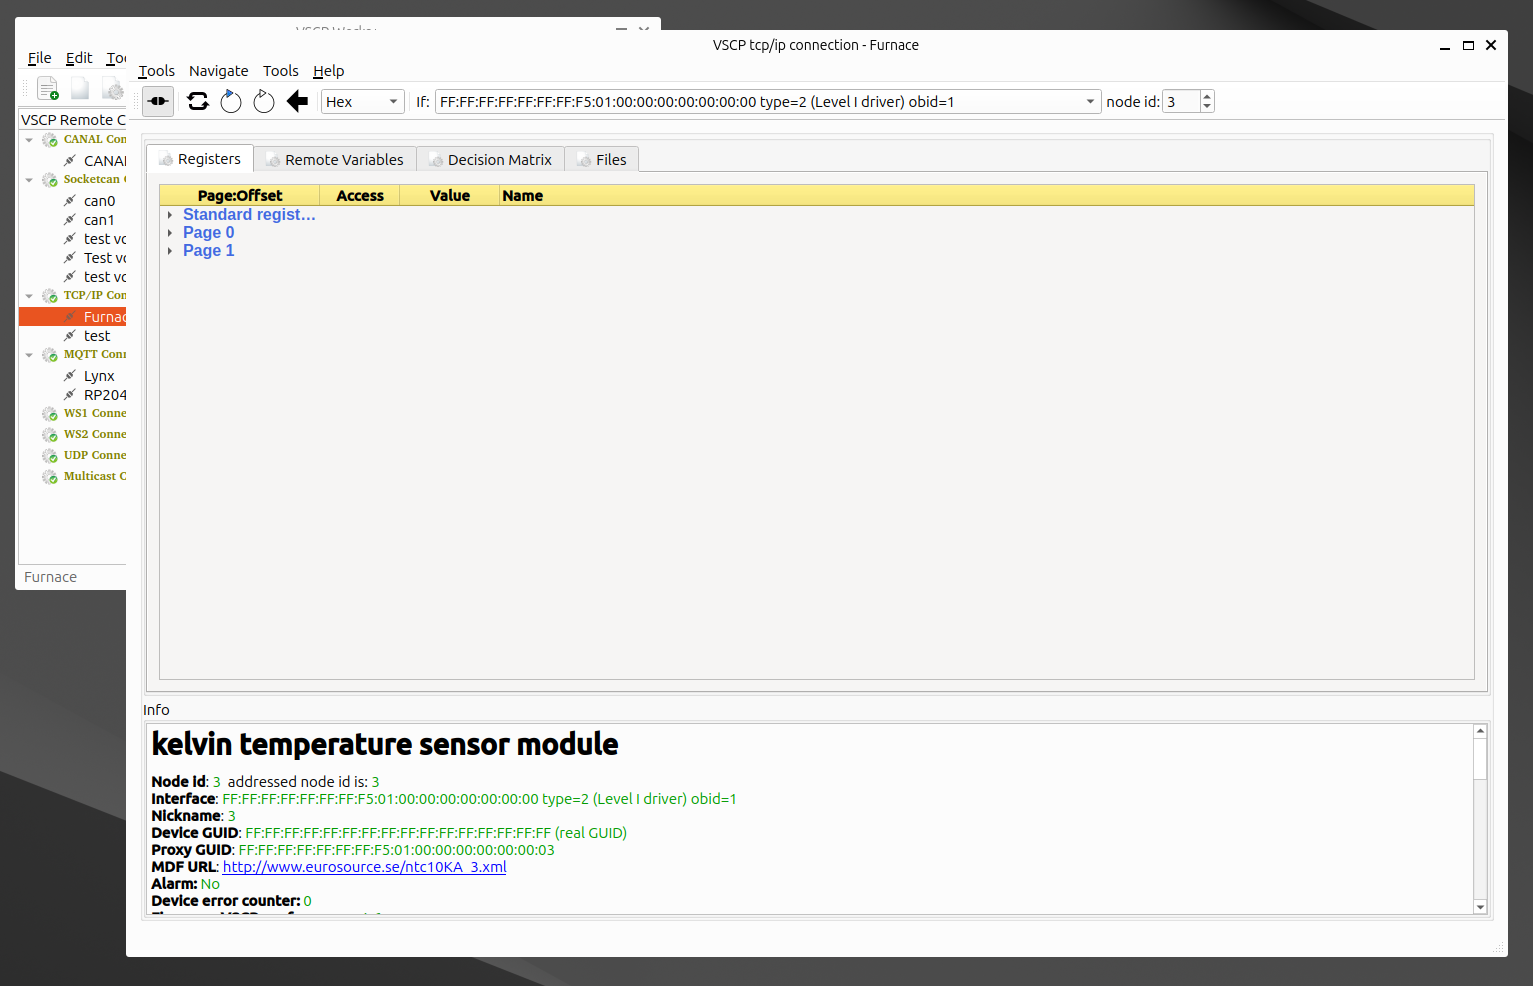 File Edit
VSCP Remote C
CANAL Con
CANAL
Socketcan
can0
can1
test
Test
test
TCP/IP Con
Furnac
test
MQTT Conn
Lynx
RP204
WS1 Conne
WS2 Conne
UDP Conne
Multicast C
Furnace
VSCP tcp/ip connection - Furnace
Tools Navigate Tools Help
Hex If: FF:FF:FF:FF:FF:FF:FF:F5:01:00:00:00:00:00:00:00 type=2 (Level I driver) obid=1 node id: 3
Registers Remote Variables Decision Matrix Files
Page:Offset Access Value Name
Standard regist...
Page 0
Page 1
Info
kelvin temperature sensor module
Node id: 3 addressed node id is: 3
Interface: FF:FF:FF:FF:FF:FF:FF:F5:01:00:00:00:00:00:00:00 type=2 (Level I driver) obid=1
Nickname: 3
Device GUID: FF:FF:FF:FF:FF:FF:FF:FF:FF:FF:FF:FF:FF:FF:FF:FF (real GUID)
Proxy GUID: FF:FF:FF:FF:FF:FF:FF:F5:01:00:00:00:00:00:00:03
MDF URL: http://www.eurosource.se/ntc10KA_3.xml
Alarm: No
Device error counter: 0